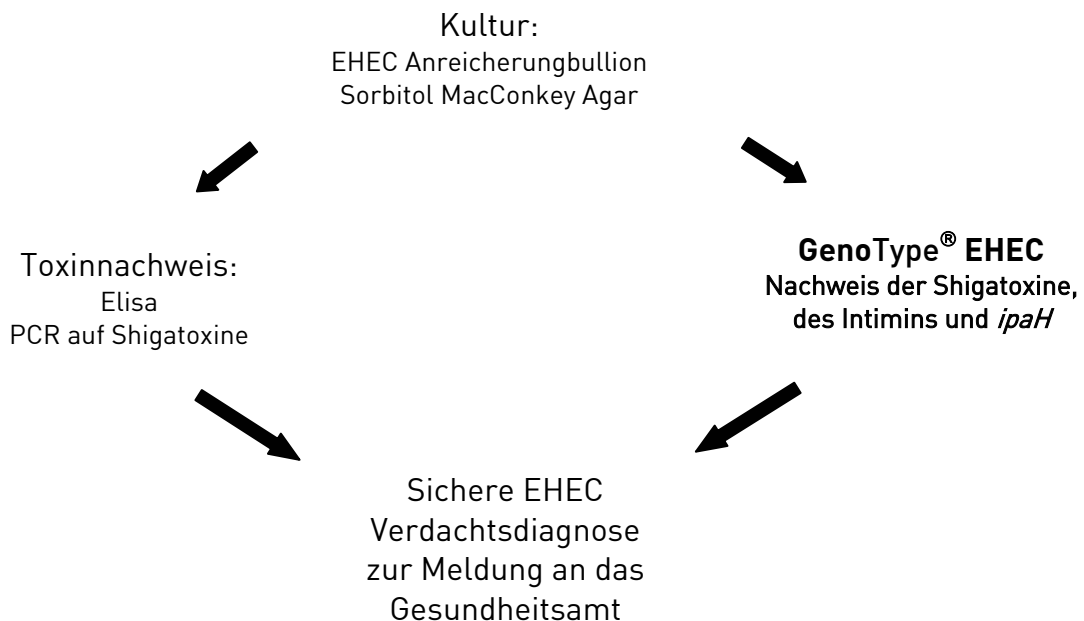 Kultur:
EHEC Anreicherungbullion
Sorbitol MacConkey Agar
Toxinnachweis:
Elisa
PCR auf Shigatoxine
GenoType® EHEC
Nachweis der Shigatoxine,
des Intimins und ipaH
Sichere EHEC
Verdachtsdiagnose
zur Meldung an das
Gesundheitsamt